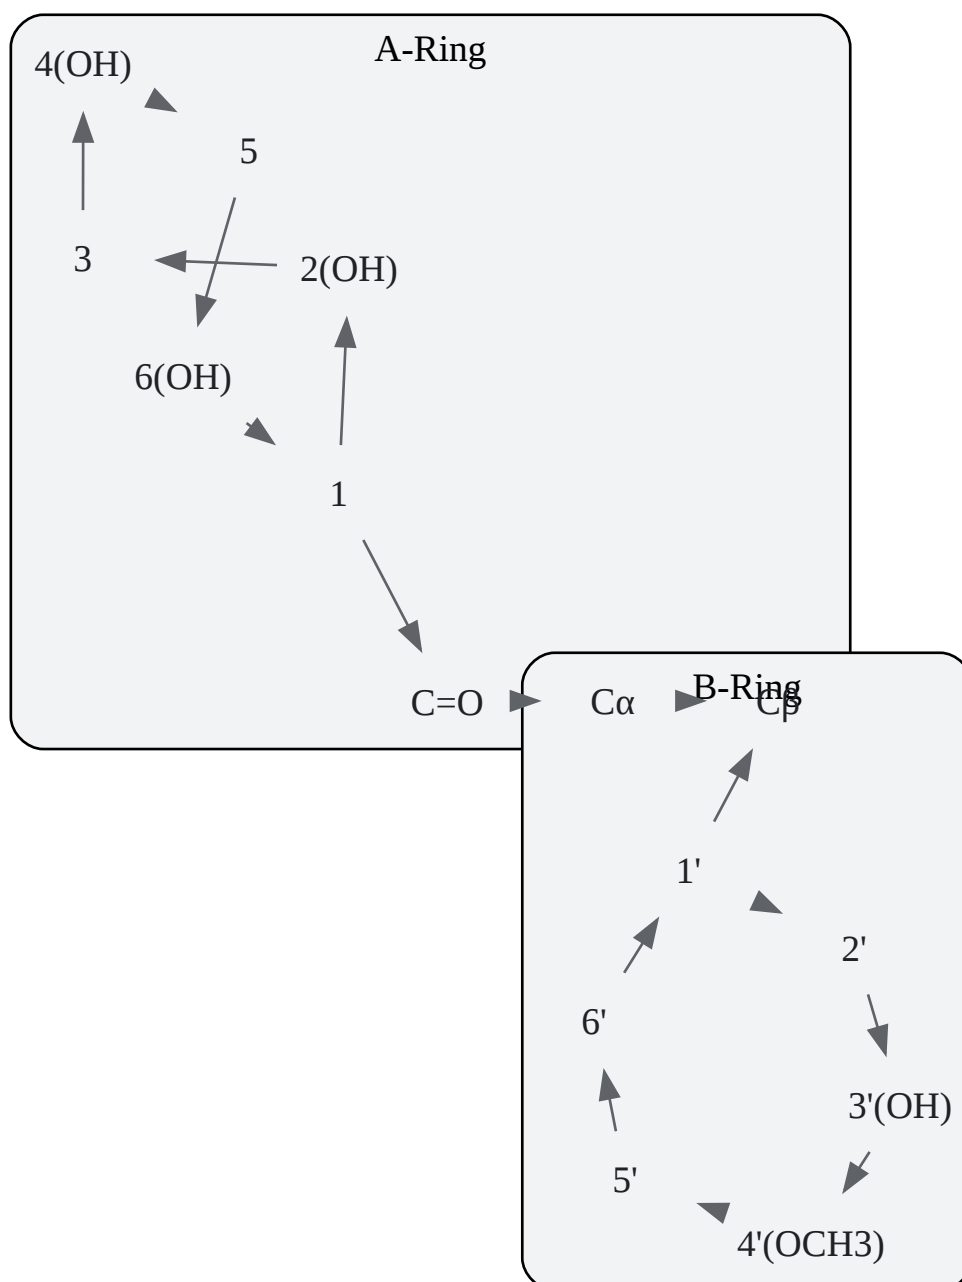 A-Ring
4(OH)
5
3
2(OH)
6(OH)
1
B-Ring
C=O
Cα
Cβ
1'
2'
6'
3'(OH)
5'
4'(OCH3)